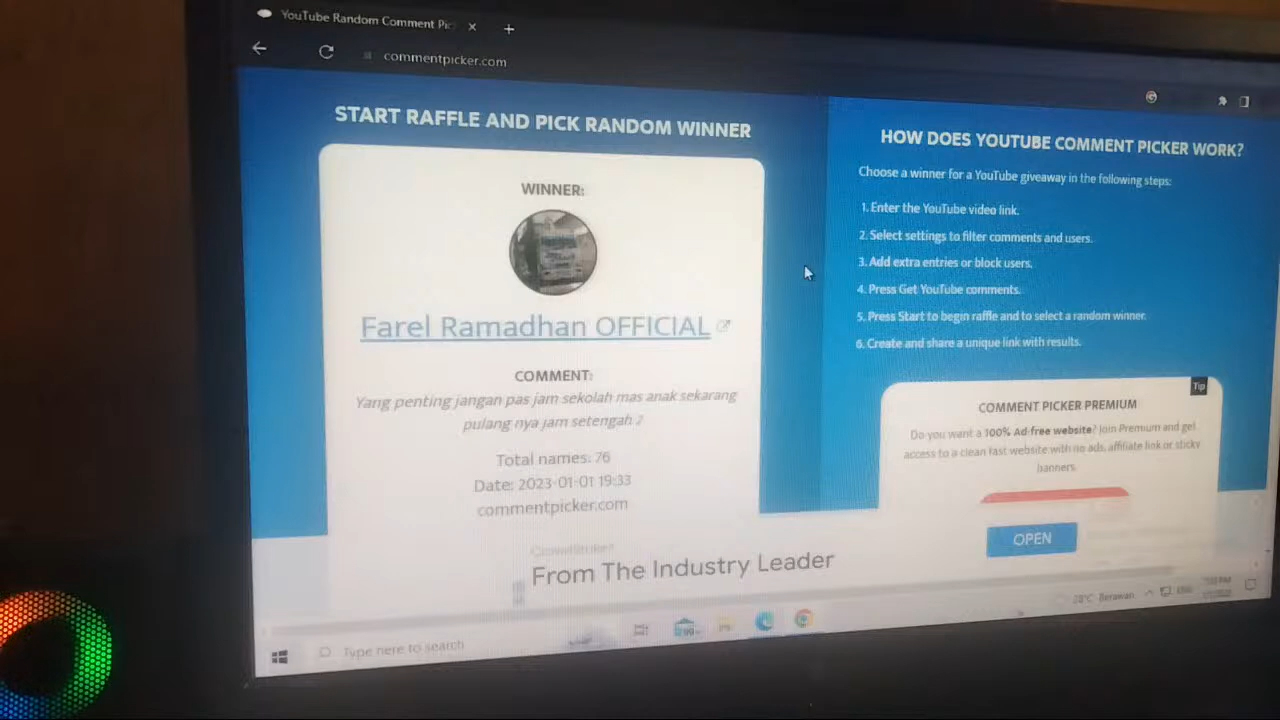 YouTube Random Comment Pic
commentpicker.com
START RAFFLE AND PICK RANDOM WINNER
WINNER:
Farel Ramadhan OFFICIAL
COMMENT:
Yang penting jangan pas jam sekolah mas anak sekarang
pulang nya jam setengah 2
Total names: 76
Date: 2023-01-01 19:33
commentpicker.com
HOW DOES YOUTUBE COMMENT PICKER WORK?
Choose a winner for a YouTube giveaway in the following steps:
1. Enter the YouTube video link.
2. Select settings to filter comments and users.
3. Add extra entries or block users.
4. Press Get YouTube comments.
5. Press Start to begin raffle and to select a random winner.
6. Create and share a unique link with results.
Tip
COMMENT PICKER PREMIUM
Do you want a 100% Ad-free website? Join Premium and get
access to a clean fast website with no ads, affiliate link or sticky
banners.
From The Industry Leader
OPEN
Type here to search
Berawan